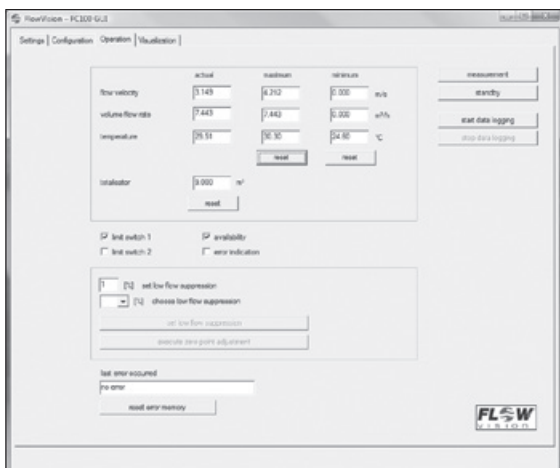 FlowVision - FC100-GUI
Settings Configuration Operation Visualization
actual maximum minimum
flow velocity 3.149 4.212 0.000 m/s
volume flow rate 7.443 7.443 0.000 m³/h
temperature 29.91 30.30 24.80 °C
reset reset
totalisator 0.000 m³
reset
measurement
standby
start data logging
stop data logging
limit switch 1 availability
limit switch 2 error indication
1 [%] set low flow suppression
[%] choose low flow suppression
set low flow suppression
execute zero point adjustment
last error occurred
no error
reset error memory
FLOW
VISION